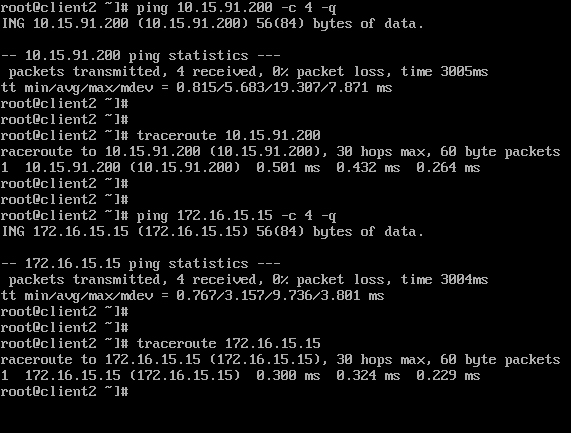 root@client2 ~]# ping 10.15.91.200 -c 4 -q
ING 10.15.91.200 (10.15.91.200) 56(84) bytes of data.
-- 10.15.91.200 ping statistics ---
packets transmitted, 4 received, 0% packet loss, time 3005ms
tt min/avg/max/mdev = 0.815/5.683/19.307/7.871 ms
root@client2 ~]#
root@client2 ~]#
root@client2 ~]# traceroute 10.15.91.200
raceroute to 10.15.91.200 (10.15.91.200), 30 hops max, 60 byte packets
1  10.15.91.200 (10.15.91.200)  0.501 ms  0.432 ms  0.264 ms
root@client2 ~]#
root@client2 ~]#
root@client2 ~]# ping 172.16.15.15 -c 4 -q
ING 172.16.15.15 (172.16.15.15) 56(84) bytes of data.
-- 172.16.15.15 ping statistics ---
packets transmitted, 4 received, 0% packet loss, time 3004ms
tt min/avg/max/mdev = 0.767/3.157/9.736/3.801 ms
root@client2 ~]#
root@client2 ~]#
root@client2 ~]# traceroute 172.16.15.15
raceroute to 172.16.15.15 (172.16.15.15), 30 hops max, 60 byte packets
1  172.16.15.15 (172.16.15.15)  0.300 ms  0.324 ms  0.229 ms
root@client2 ~]#